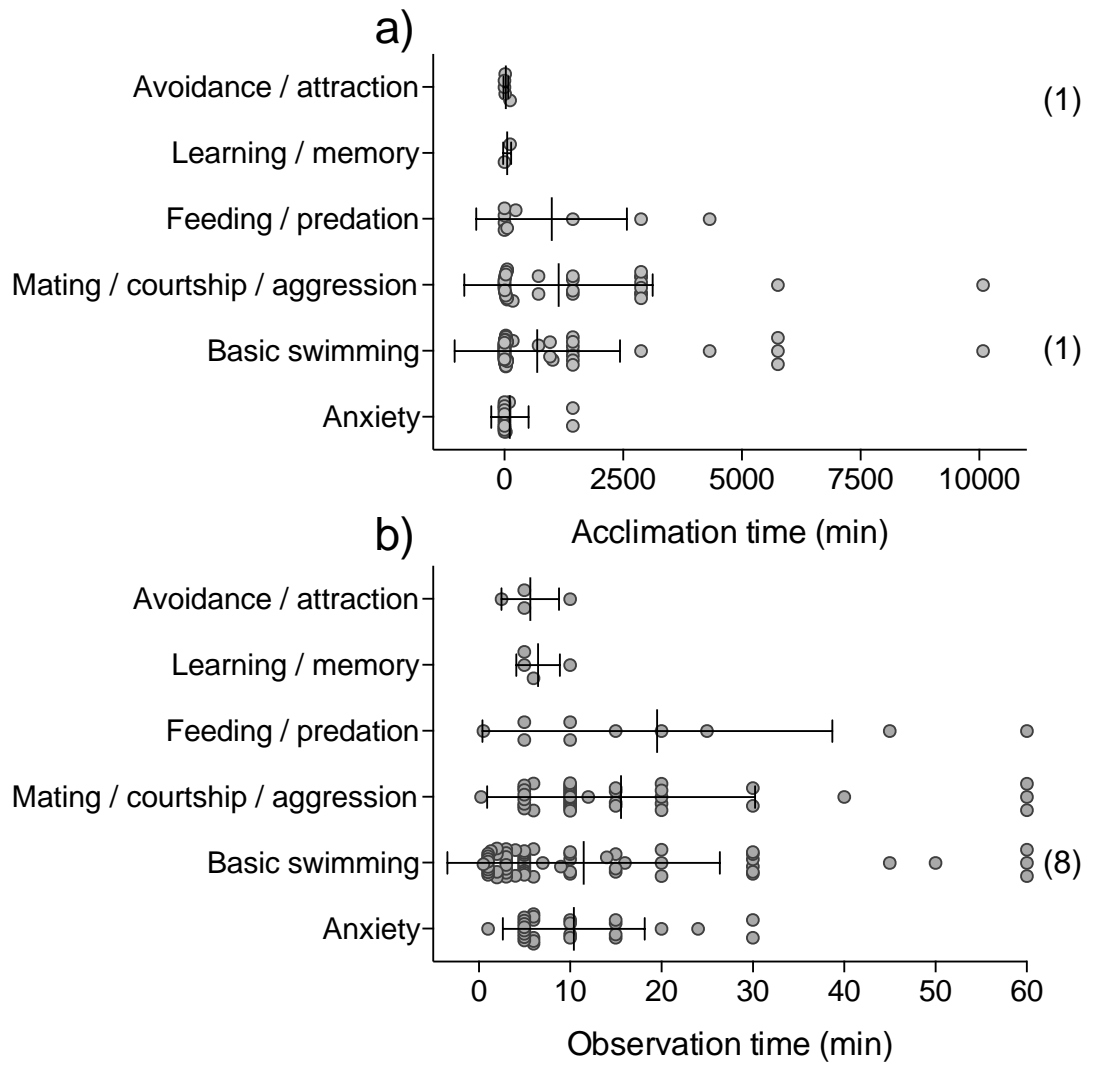 a)
Avoidance / attraction
(1)
Learning / memory
Feeding / predation
Mating / courtship / aggression
Basic swimming
(1)
Anxiety
0 2500 5000 7500 10000
Acclimation time (min)
b)
Avoidance / attraction
Learning / memory
Feeding / predation
Mating / courtship / aggression
Basic swimming
(8)
Anxiety
0 10 20 30 40 50 60
Observation time (min)